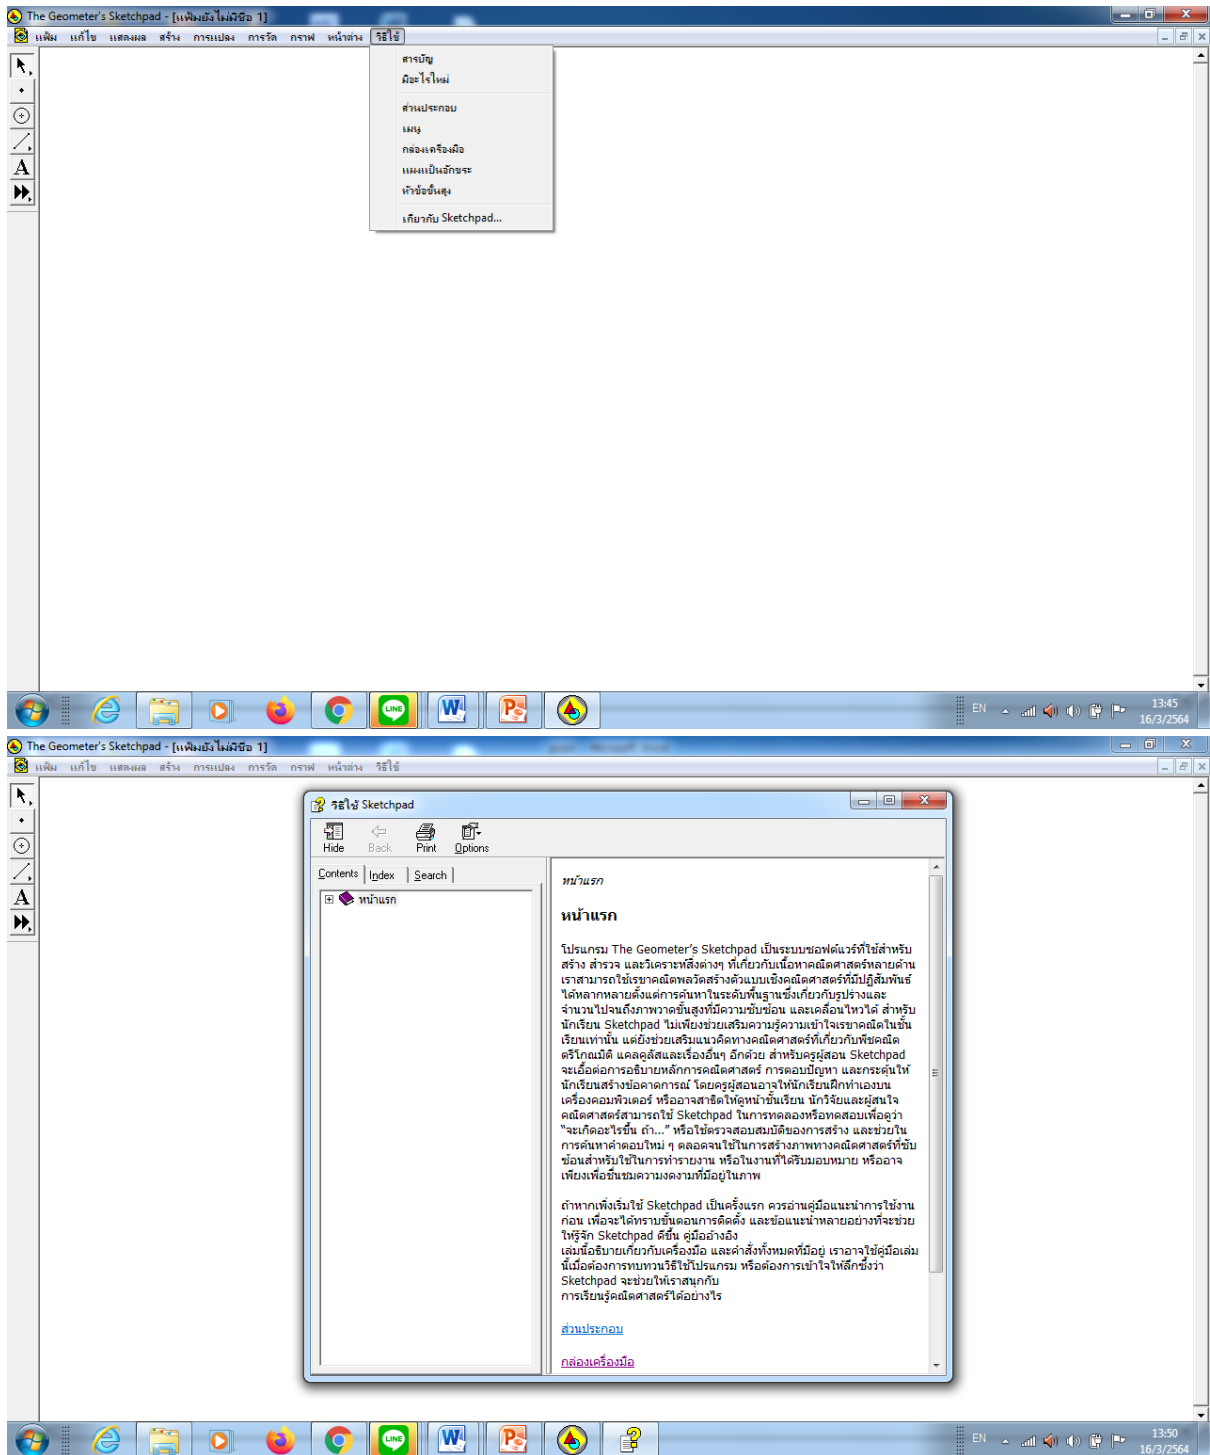 The Geometer's Sketchpad - [แฟ้มยังไม่มีชื่อ 1]
แฟ้ม แก้ไข แสดงผล สร้าง การแปลง การวัด กราฟ หน้าต่าง วิธีใช้
สารบัญ
มีอะไรใหม่
ส่วนประกอบ
เมนู
กล่องเครื่องมือ
แผงแป้นอักขระ
หัวข้อขั้นสูง
เกี่ยวกับ Sketchpad...
A
LINE
W
P
EN
13:45
16/3/2564
The Geometer's Sketchpad - [แฟ้มยังไม่มีชื่อ 1]
แฟ้ม แก้ไข แสดงผล สร้าง การแปลง การวัด กราฟ หน้าต่าง วิธีใช้
A
วิธีใช้ Sketchpad
Hide Back Print Options
Contents Index Search
หน้าแรก
หน้าแรก
หน้าแรก
โปรแกรม The Geometer's Sketchpad เป็นระบบซอฟต์แวร์ที่ใช้สำหรับ
สร้าง สำรวจ และวิเคราะห์สิ่งต่างๆ ที่เกี่ยวกับเนื้อหาคณิตศาสตร์หลายด้าน
เราสามารถใช้เรขาคณิตพลวัตสร้างตัวแบบเชิงคณิตศาสตร์ที่มีปฏิสัมพันธ์
ได้หลากหลายตั้งแต่การค้นหาในระดับพื้นฐานซึ่งเกี่ยวกับรูปร่างและ
จำนวนไปจนถึงภาพวาดขั้นสูงที่มีความซับซ้อน และเคลื่อนไหวได้ สำหรับ
นักเรียน Sketchpad ไม่เพียงช่วยเสริมความรู้ความเข้าใจเรขาคณิตในชั้น
เรียนเท่านั้น แต่ยังช่วยเสริมแนวคิดทางคณิตศาสตร์ที่เกี่ยวกับพีชคณิต
ตรีโกณมิติ แคลคูลัสและเรื่องอื่นๆ อีกด้วย สำหรับครูผู้สอน Sketchpad
จะเอื้อต่อการอธิบายหลักการคณิตศาสตร์ การตอบปัญหา และกระตุ้นให้
นักเรียนสร้างข้อคาดการณ์ โดยครูผู้สอนอาจให้นักเรียนฝึกทำเองบน
เครื่องคอมพิวเตอร์ หรืออาจสาธิตให้ดูหน้าชั้นเรียน นักวิจัยและผู้สนใจ
คณิตศาสตร์สามารถใช้ Sketchpad ในการทดลองหรือทดสอบเพื่อดูว่า
"จะเกิดอะไรขึ้น ถ้า..." หรือใช้ตรวจสอบสมบัติของการสร้าง และช่วยใน
การค้นหาคำตอบใหม่ ๆ ตลอดจนใช้ในการสร้างภาพทางคณิตศาสตร์ที่ซับ
ซ้อนสำหรับใช้ในการทำรายงาน หรือในงานที่ได้รับมอบหมาย หรืออาจ
เพียงเพื่อชื่นชมความงดงามที่มีอยู่ในภาพ
ถ้าหากเพิ่งเริ่มใช้ Sketchpad เป็นครั้งแรก ควรอ่านคู่มือแนะนำการใช้งาน
ก่อน เพื่อจะได้ทราบขั้นตอนการติดตั้ง และข้อแนะนำหลายอย่างที่จะช่วย
ให้รู้จัก Sketchpad ดีขึ้น คู่มืออ้างอิง
เล่มนี้อธิบายเกี่ยวกับเครื่องมือ และคำสั่งทั้งหมดที่มีอยู่ เราอาจใช้คู่มือเล่ม
นี้เมื่อต้องการทบทวนวิธีใช้โปรแกรม หรือต้องการเข้าใจให้ลึกซึ้งว่า
Sketchpad จะช่วยให้เราสนุกกับ
การเรียนรู้คณิตศาสตร์ได้อย่างไร
ส่วนประกอบ
กล่องเครื่องมือ
LINE
W
P
EN
13:50
16/3/2564